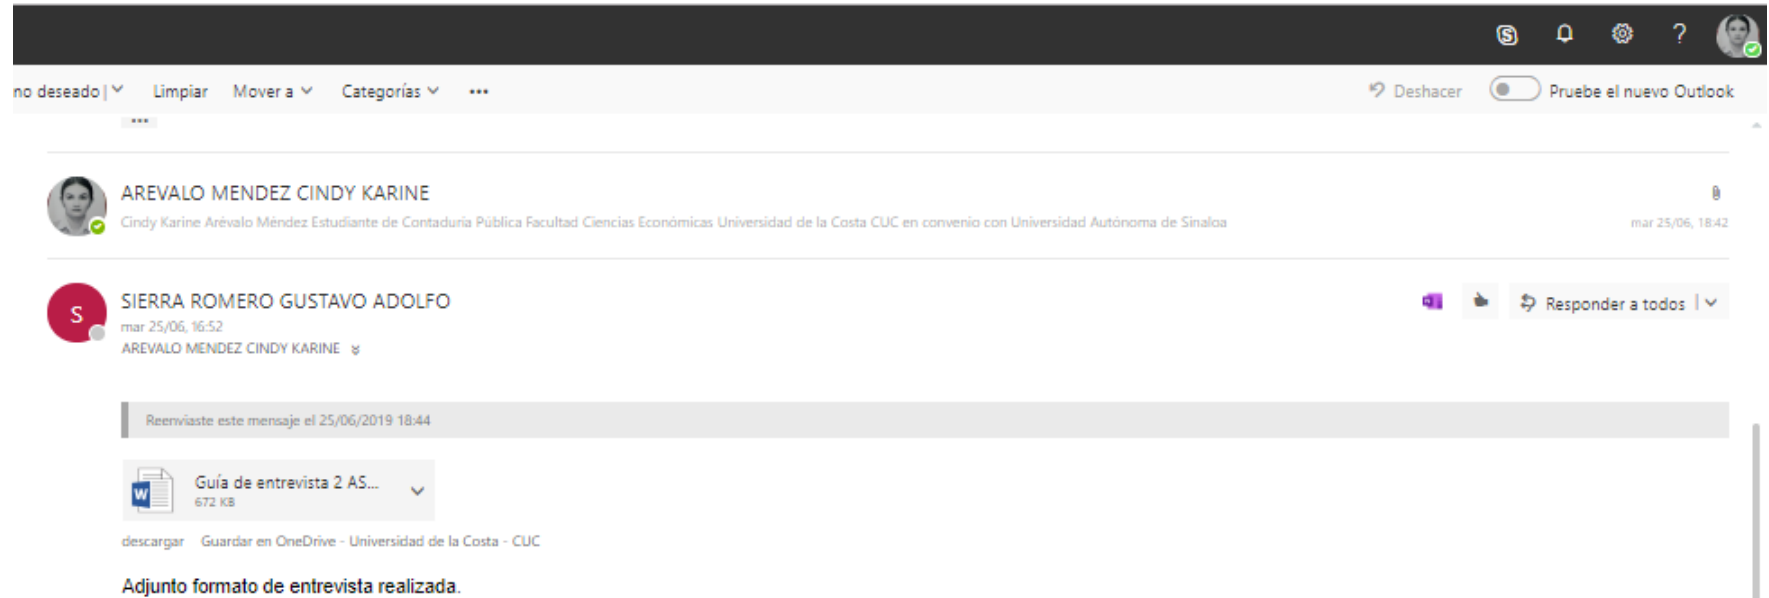 no deseado | Limpiar Mover a Categorías ... Deshacer Pruebe el nuevo Outlook
...
AREVALO MENDEZ CINDY KARINE
Cindy Karine Arévalo Méndez Estudiante de Contaduría Pública Facultad Ciencias Económicas Universidad de la Costa CUC en convenio con Universidad Autónoma de Sinaloa mar 25/06, 18:42
S SIERRA ROMERO GUSTAVO ADOLFO
Responder a todos |
mar 25/06, 16:52
AREVALO MENDEZ CINDY KARINE
Reenviaste este mensaje el 25/06/2019 18:44
Guía de entrevista 2 AS...
672 KB
descargar Guardar en OneDrive - Universidad de la Costa - CUC
Adjunto formato de entrevista realizada.